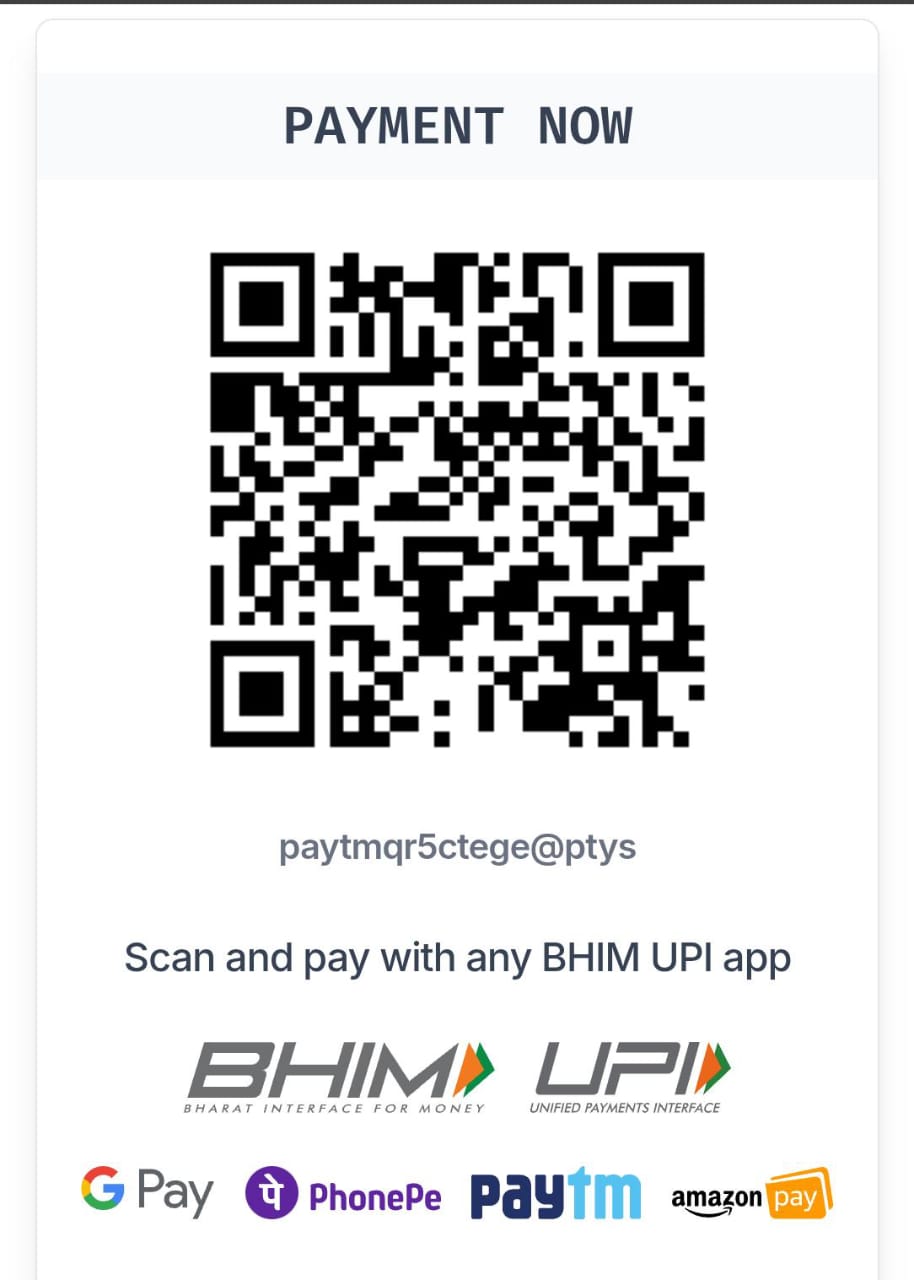 PAYMENT NOW
paytmqr5ctege@ptys
Scan and pay with any BHIM UPI app
BHIM UPI
BHARAT INTERFACE FOR MONEY UNIFIED PAYMENTS INTERFACE
G Pay पे PhonePe paytm amazon pay